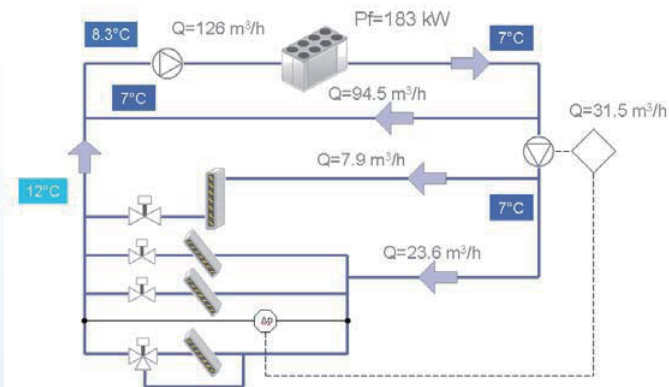 8.3°C
Q=126 m³/h
Pf=183 kW
7°C
7°C
Q=94.5 m³/h
Q=31.5 m³/h
Q=7.9 m³/h
12°C
7°C
Q=23.6 m³/h
Δp